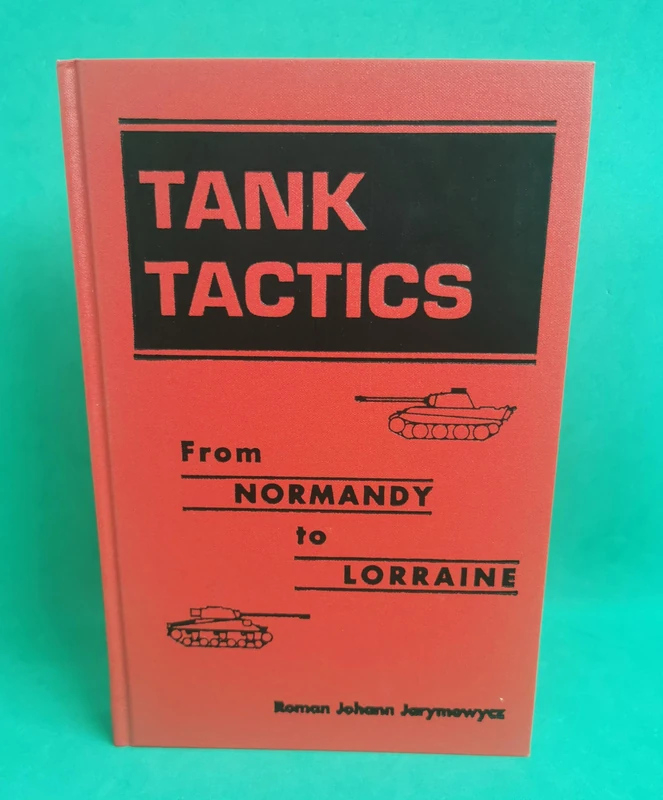 TANK
TACTICS
From
NORMANDY
to
LORRAINE
Roman Johann Jarymowycz